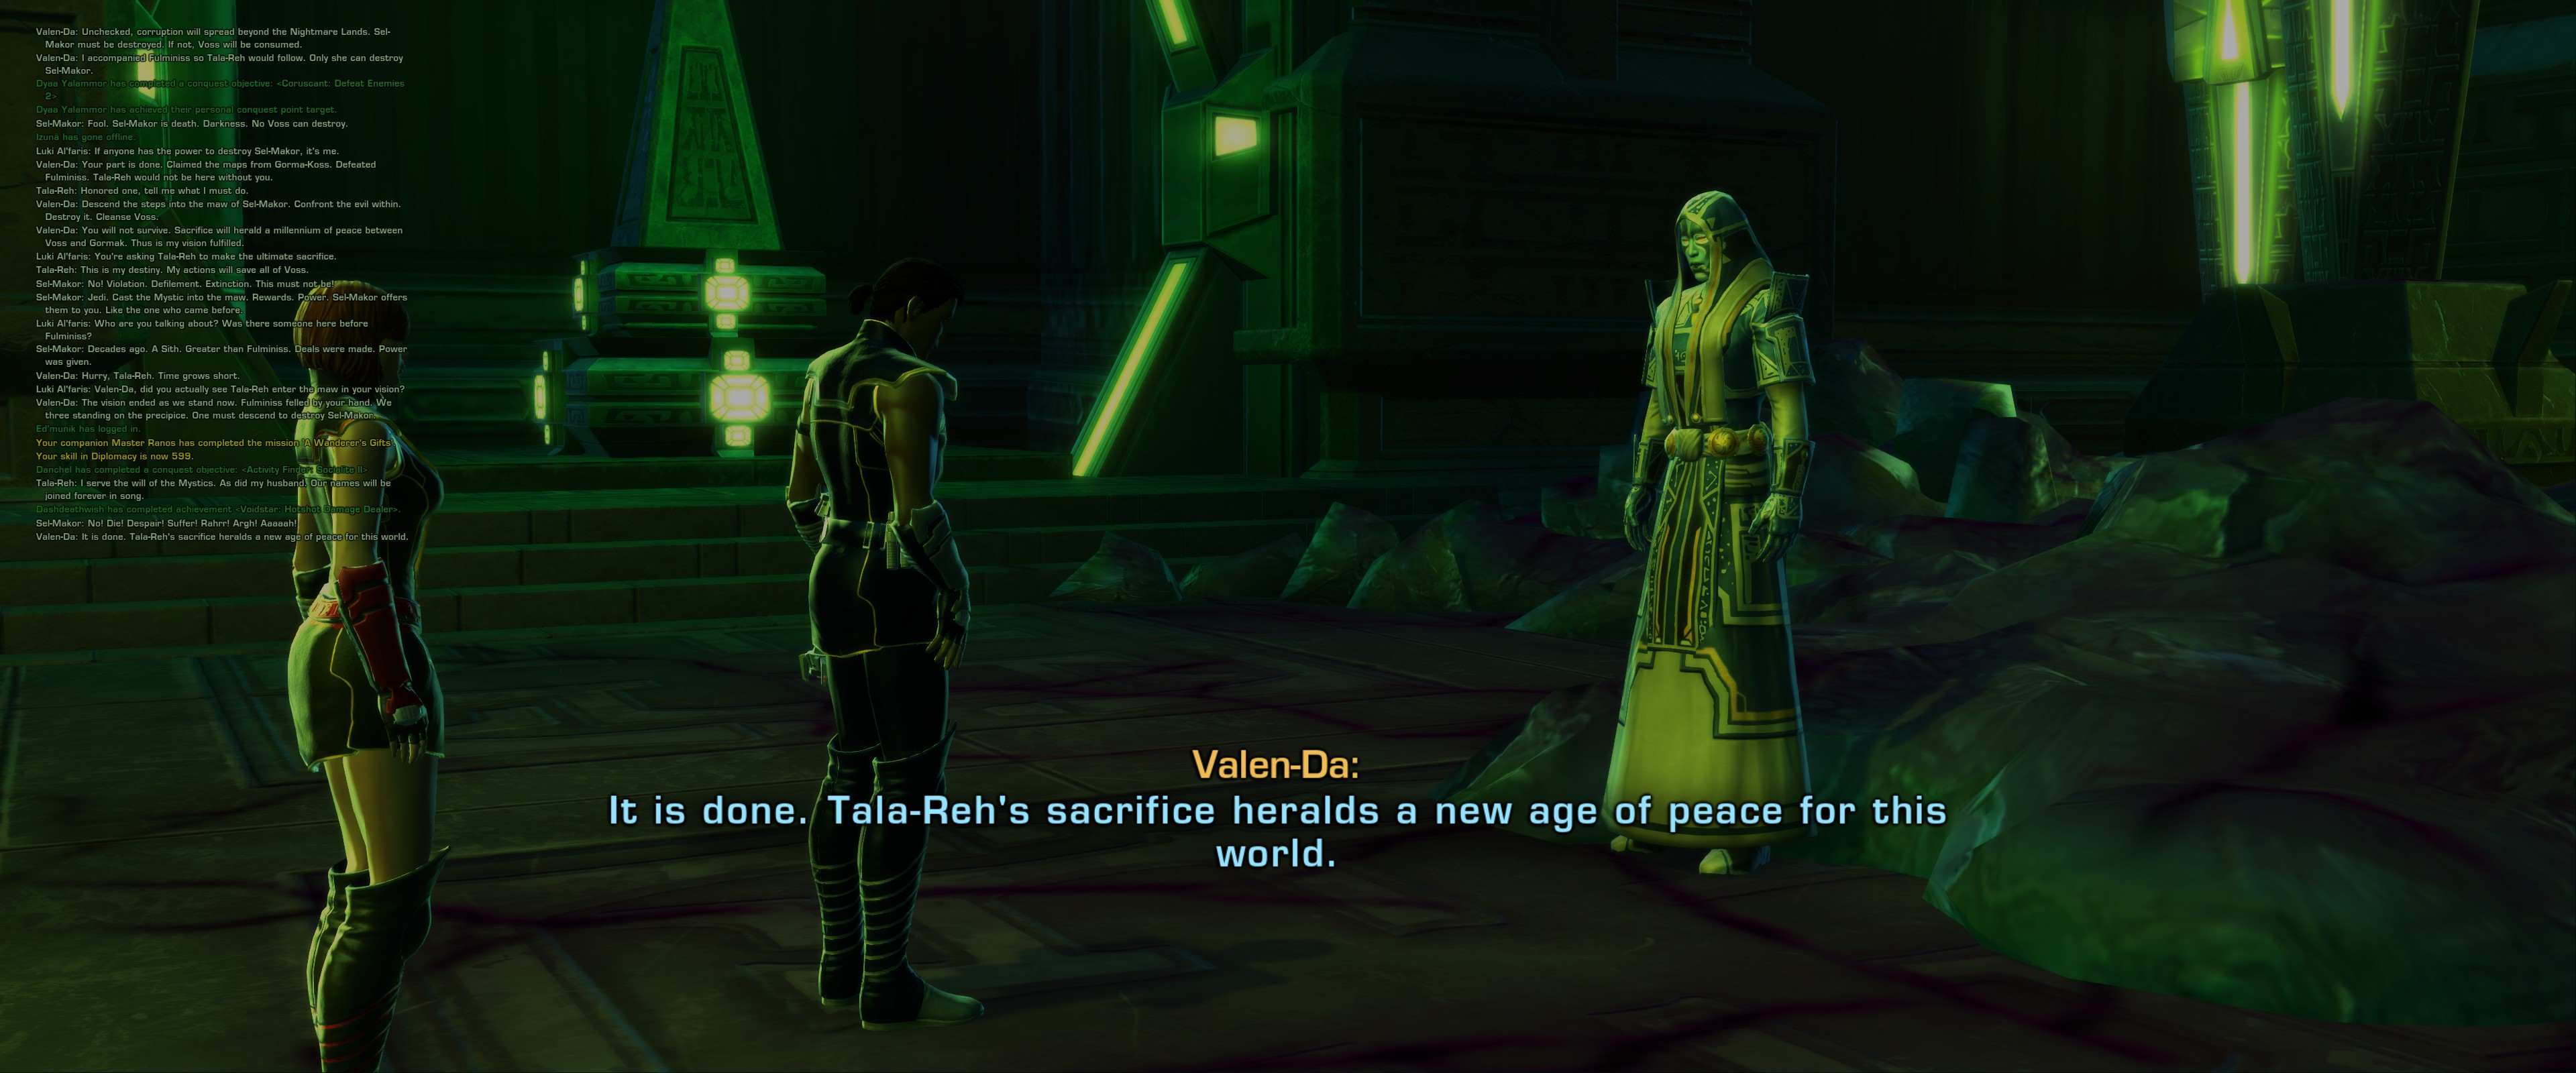 Valen-Da: Unchecked, corruption will spread beyond the Nightmare Lands. Sel-
Makor must be destroyed. If not, Voss will be consumed.
Valen-Da: I accompanied Fulminiss so Tala-Reh would follow. Only she can destroy
Sel-Makor.
Dyaa Yalammor has completed a conquest objective: <Coruscant: Defeat Enemies
2>
Dyaa Yalammor has achieved their personal conquest point target.
Sel-Makor: Fool. Sel-Makor is death. Darkness. No Voss can destroy.
Izuna has gone offline.
Luki Al'faris: If anyone has the power to destroy Sel-Makor, it's me.
Valen-Da: Your part is done. Claimed the maps from Gorma-Koss. Defeated
Fulminiss. Tala-Reh would not be here without you.
Tala-Reh: Honored one, tell me what I must do.
Valen-Da: Descend the steps into the maw of Sel-Makor. Confront the evil within.
Destroy it. Cleanse Voss.
Valen-Da: You will not survive. Sacrifice will herald a millennium of peace between
Voss and Gormak. Thus is my vision fulfilled.
Luki Al'faris: You're asking Tala-Reh to make the ultimate sacrifice.
Tala-Reh: This is my destiny. My actions will save all of Voss.
Sel-Makor: No! Violation. Defilement. Extinction. This must not be!
Sel-Makor: Jedi. Cast the Mystic into the maw. Rewards. Power. Sel-Makor offers
them to you. Like the one who came before.
Luki Al'faris: Who are you talking about? Was there someone here before
Fulminiss?
Sel-Makor: Decades ago. A Sith. Greater than Fulminiss. Deals were made. Power
was given.
Valen-Da: Hurry, Tala-Reh. Time grows short.
Luki Al'faris: Valen-Da, did you actually see Tala-Reh enter the maw in your vision?
Valen-Da: The vision ended as we stand now. Fulminiss felled by your hand. We
three standing on the precipice. One must descend to destroy Sel-Makor.
Ed'munik has logged in.
Your companion Master Ranos has completed the mission 'A Wanderer's Gifts'
Your skill in Diplomacy is now 599.
Danchel has completed a conquest objective: <Activity Finder: Socialite II>
Tala-Reh: I serve the will of the Mystics. As did my husband. Our names will be
joined forever in song.
Dashdeathwish has completed achievement <Voidstar: Hotshot Damage Dealer>.
Sel-Makor: No! Die! Despair! Suffer! Rahrr! Argh! Aaaaah!
Valen-Da: It is done. Tala-Reh's sacrifice heralds a new age of peace for this world.
Valen-Da:
It is done. Tala-Reh's sacrifice heralds a new age of peace for this
world.